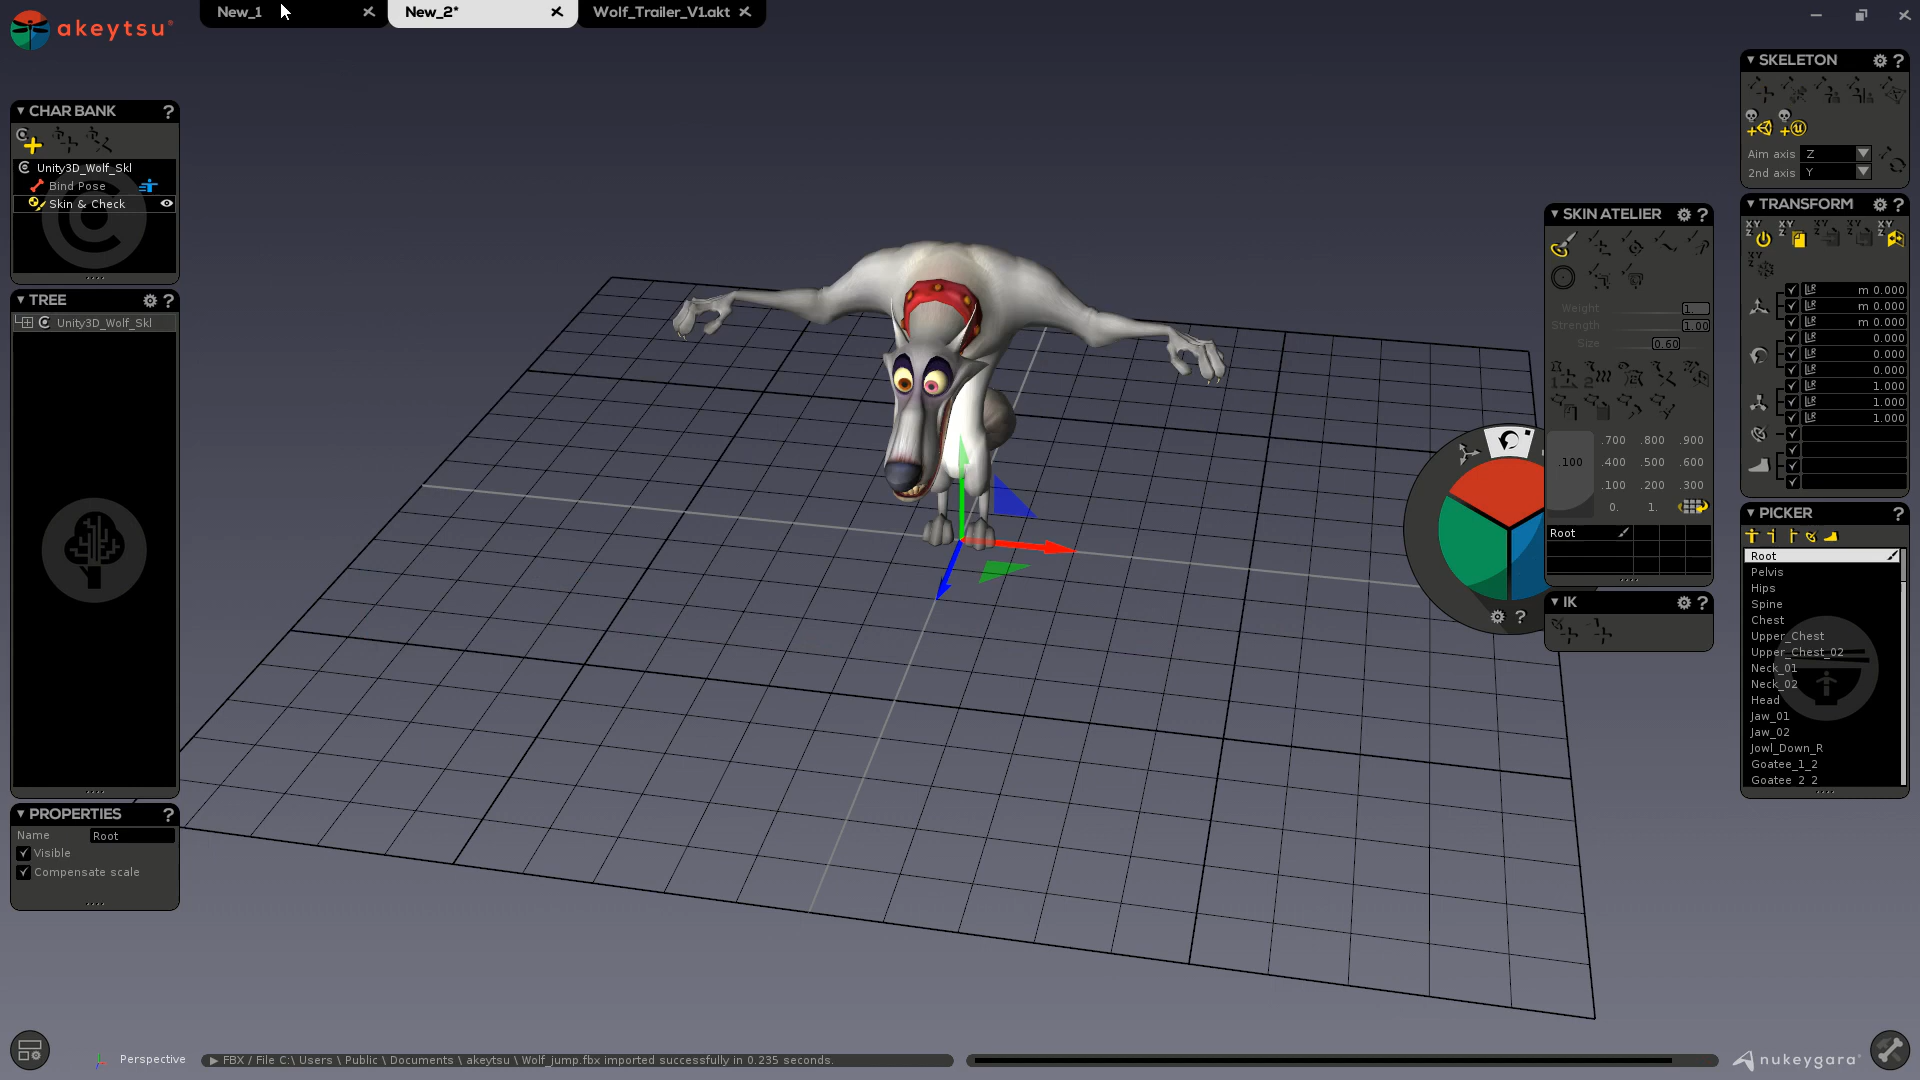 New_1
New_2*
Wolf_Trailer_V1.akt
akeytsu
CHAR BANK ?
Unity3D_Wolf_Skl
Bind Pose
Skin & Check
TREE ?
Unity3D_Wolf_Skl
PROPERTIES ?
Name Root
Visible
Compensate scale
SKELETON ?
Aim axis Z
2nd axis Y
TRANSFORM ?
m 0.000
m 0.000
m 0.000
0.000
0.000
0.000
1.000
1.000
1.000
SKIN ATELIER ?
Weight 1.
Strength 1.00
Size 0.60
.700 .800 .900
.100 .400 .500 .600
.100 .200 .300
0. 1.
Root
IK ?
?
PICKER ?
Root
Pelvis
Hips
Spine
Chest
Upper_Chest
Upper_Chest_02
Neck_01
Neck_02
Head
Jaw_01
Jaw_02
Jowl_Down_R
Goatee_1_2
Goatee_2_2
Perspective
▶ FBX / File C:\ Users \ Public \ Documents \ akeytsu \ Wolf_jump.fbx imported successfully in 0.235 seconds.
nukeygara